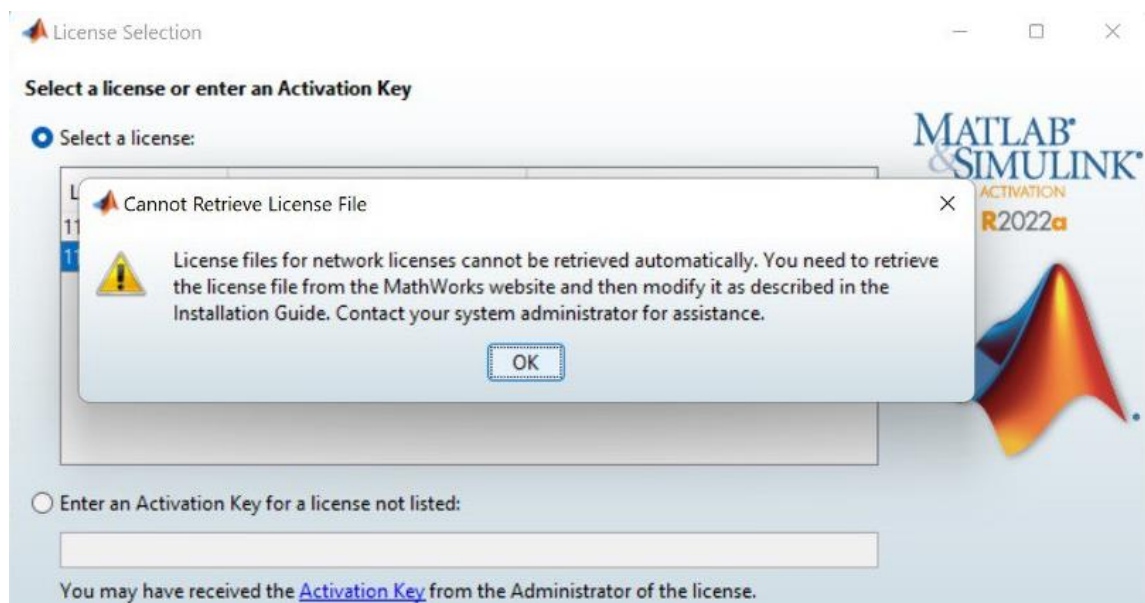 License Selection
Select a license or enter an Activation Key
Select a license:
L
11
11
Cannot Retrieve License File
License files for network licenses cannot be retrieved automatically. You need to retrieve
the license file from the MathWorks website and then modify it as described in the
Installation Guide. Contact your system administrator for assistance.
OK
MATLAB®
&SIMULINK®
ACTIVATION
R2022a
Enter an Activation Key for a license not listed:
You may have received the Activation Key from the Administrator of the license.